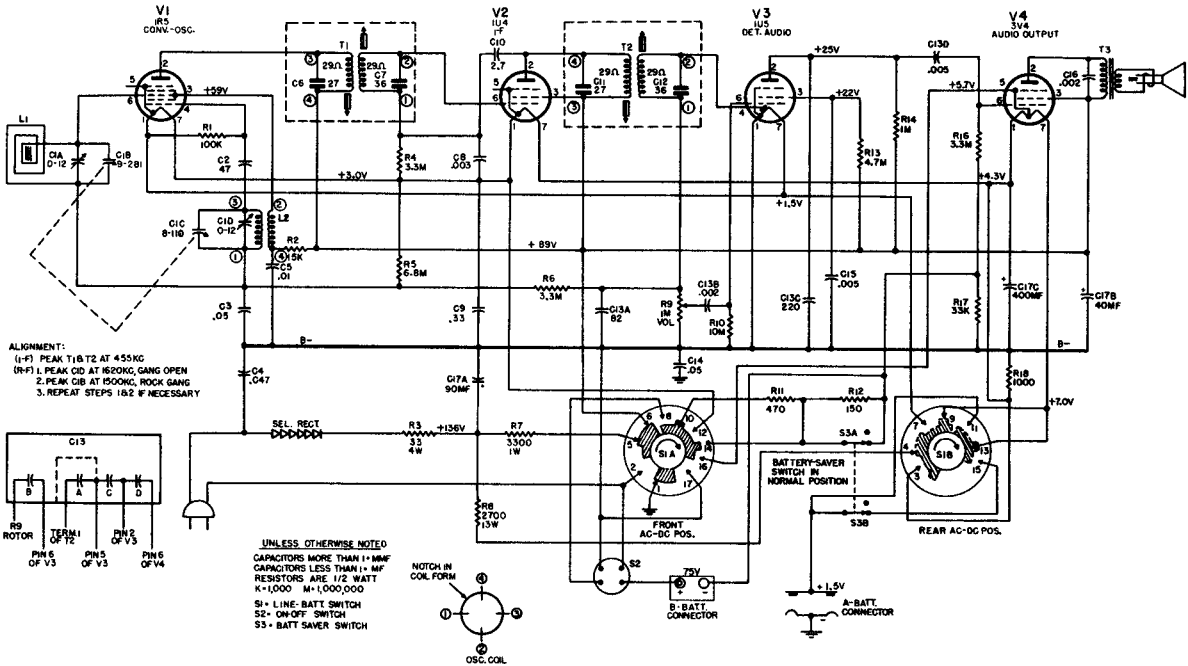 V1
1R5
CONV.-OSC.
V2
1U4
I-F
V3
1U5
DET. AUDIO
V4
3V4
AUDIO OUTPUT
T1
T2
T3
C10
2.7
+25V
C13D
.005
+5.7V
C16
.002
29Ω
29Ω
C6
27
C7
36
29Ω
29Ω
C11
27
C12
36
+59V
+22V
L1
R1
100K
C1A
0-12
C1B
9-281
C2
47
R4
3.3M
C8
.003
R13
4.7M
R14
1M
R16
3.3M
+3.0V
+4.3V
+1.5V
C1C
8-110
C1D
0-12
L2
R2
15K
C5
.01
+89V
R5
6.8M
R6
3.3M
C3
.05
C9
.33
C13A
82
R9
1M
VOL
C13B
.002
R10
10M
C13C
220
C15
.005
R17
33K
C17C
400MF
C17B
40MF
B-
B-
ALIGNMENT:
(I-F) PEAK T1 & T2 AT 455KC
(R-F) 1. PEAK C1D AT 1620KC, GANG OPEN
2. PEAK C1B AT 1500KC, ROCK GANG
3. REPEAT STEPS 1&2 IF NECESSARY
C4
.047
C17A
90MF
C14
.05
R11
470
R12
150
R18
1000
+7.0V
SEL. RECT.
R3
33
4W
+136V
R7
3300
1W
S1A
S3A
S1B
BATTERY-SAVER
SWITCH IN
NORMAL POSITION
S3B
FRONT
AC-DC POS.
REAR AC-DC POS.
R8
2700
13W
C13
B
A
C
D
R9
ROTOR
TERM.1
OF T2
PIN 2
OF V3
PIN 6
OF V3
PIN 5
OF V3
PIN 6
OF V4
UNLESS OTHERWISE NOTED
CAPACITORS MORE THAN 1 = MMF
CAPACITORS LESS THAN 1 = MF
RESISTORS ARE 1/2 WATT
K=1,000 M=1,000,000
S1= LINE-BATT SWITCH
S2= ON-OFF SWITCH
S3= BATT SAVER SWITCH
NOTCH IN
COIL FORM
4
1
3
2
OSC. COIL
S2
75V
B-BATT.
CONNECTOR
+1.5V
A-BATT.
CONNECTOR